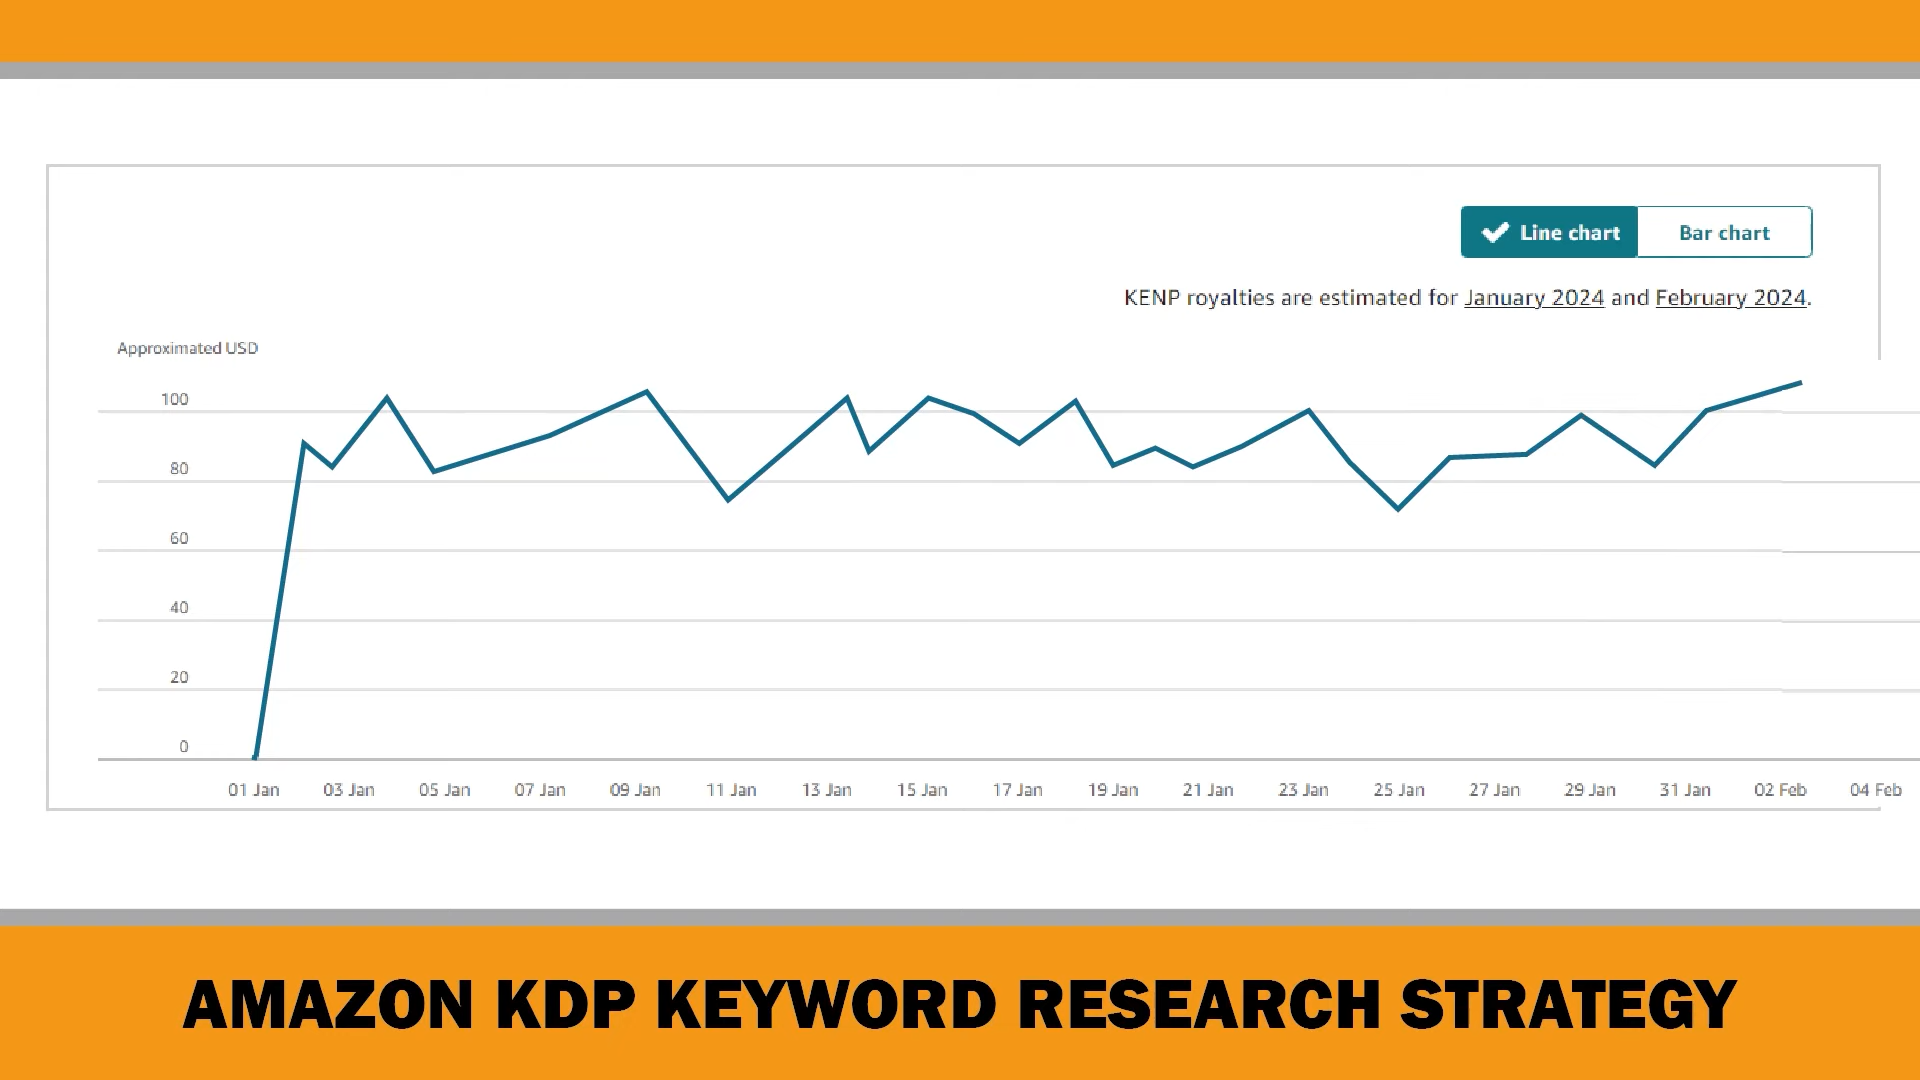 Line chart Bar chart
KENP royalties are estimated for January 2024 and February 2024.
Approximated USD
100
80
60
40
20
0
01 Jan 03 Jan 05 Jan 07 Jan 09 Jan 11 Jan 13 Jan 15 Jan 17 Jan 19 Jan 21 Jan 23 Jan 25 Jan 27 Jan 29 Jan 31 Jan 02 Feb 04 Feb
AMAZON KDP KEYWORD RESEARCH STRATEGY